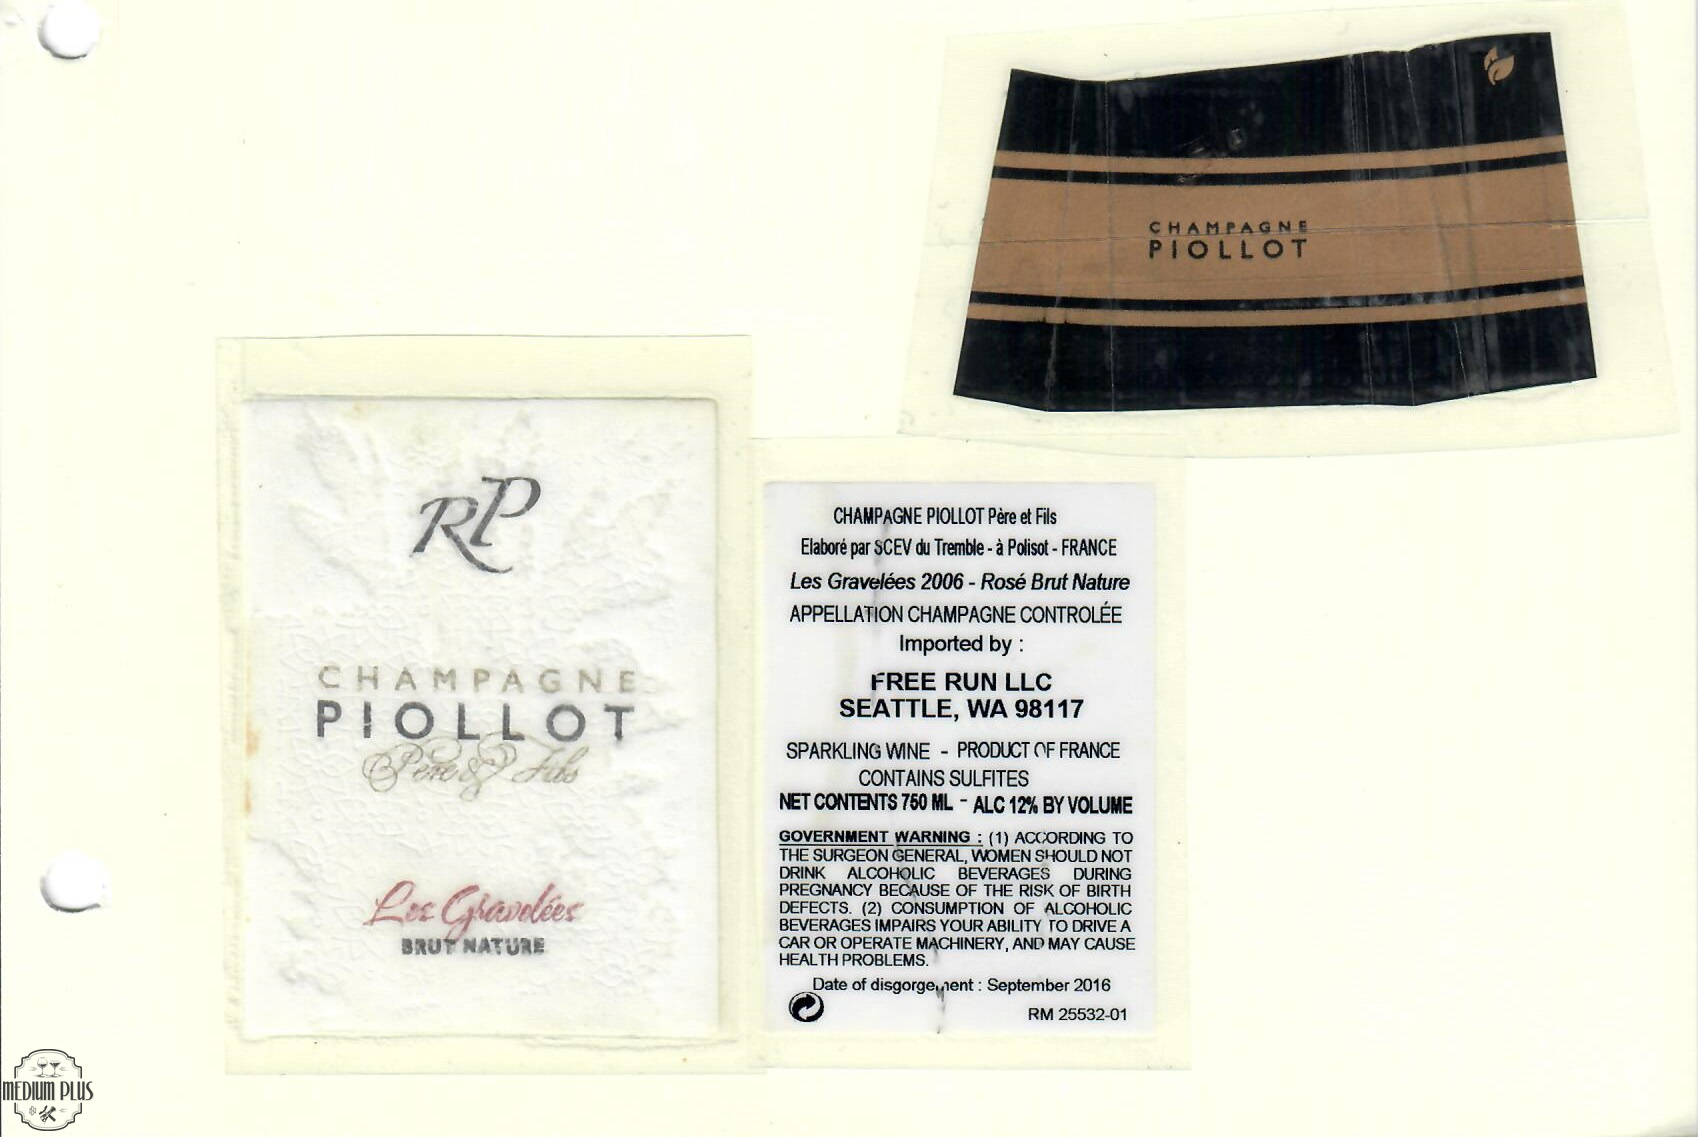 CHAMPAGNE
PIOLLOT
RP
CHAMPAGNE
PIOLLOT
Père & Fils
Les Gravelées
BRUT NATURE
CHAMPAGNE PIOLLOT Père et Fils
Elaboré par SCEV du Tremble - à Polisot - FRANCE
Les Gravelées 2006 - Rosé Brut Nature
APPELLATION CHAMPAGNE CONTROLÉE
Imported by :
FREE RUN LLC
SEATTLE, WA 98117
SPARKLING WINE - PRODUCT OF FRANCE
CONTAINS SULFITES
NET CONTENTS 750 ML - ALC 12% BY VOLUME
GOVERNMENT WARNING : (1) ACCORDING TO
THE SURGEON GENERAL, WOMEN SHOULD NOT
DRINK ALCOHOLIC BEVERAGES DURING
PREGNANCY BECAUSE OF THE RISK OF BIRTH
DEFECTS. (2) CONSUMPTION OF ALCOHOLIC
BEVERAGES IMPAIRS YOUR ABILITY TO DRIVE A
CAR OR OPERATE MACHINERY, AND MAY CAUSE
HEALTH PROBLEMS.
Date of disgorgement : September 2016
RM 25532-01
MEDIUM PLUS